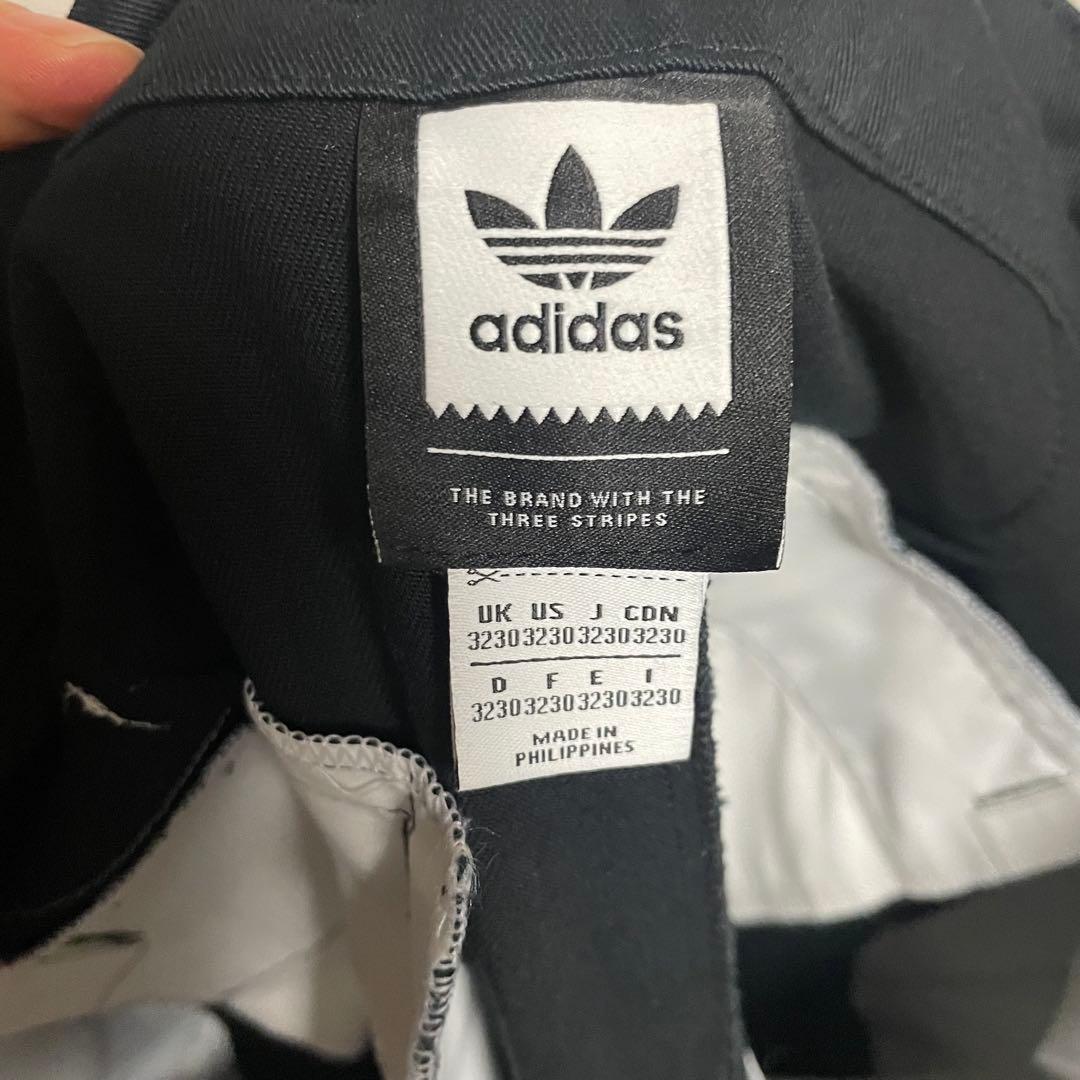 adidas
THE BRAND WITH THE
THREE STRIPES
UK US J CDN
3230 3230 3230 3230
D F E I
3230 3230 3230 3230
MADE IN
PHILIPPINES